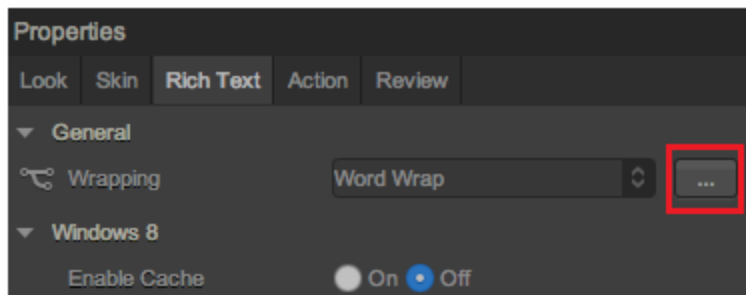 Properties
Look Skin Rich Text Action Review
General
Wrapping Word Wrap ...
Windows 8
Enable Cache On Off